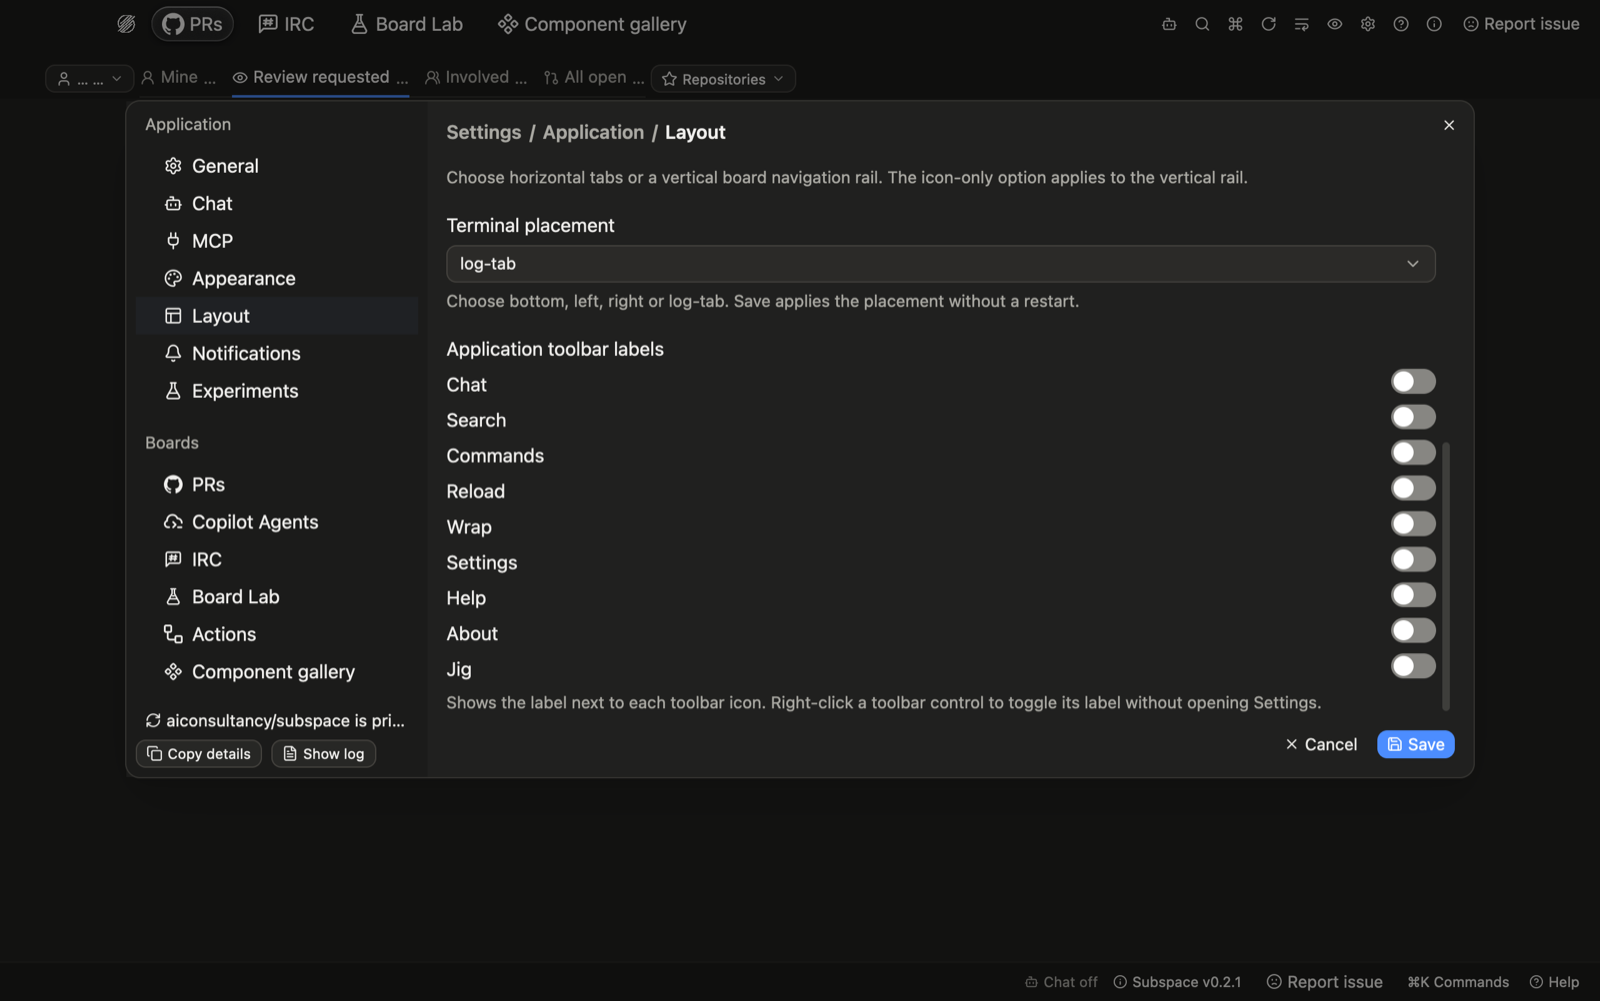 PRs
IRC
Board Lab
Component gallery
Report issue
... ...
Mine ...
Review requested ...
Involved ...
All open ...
Repositories
Application
General
Chat
MCP
Appearance
Layout
Notifications
Experiments
Boards
PRs
Copilot Agents
IRC
Board Lab
Actions
Component gallery
aiconsultancy/subspace is pri...
Copy details
Show log
Settings / Application / Layout
Choose horizontal tabs or a vertical board navigation rail. The icon-only option applies to the vertical rail.
Terminal placement
log-tab
Choose bottom, left, right or log-tab. Save applies the placement without a restart.
Application toolbar labels
Chat
Search
Commands
Reload
Wrap
Settings
Help
About
Jig
Shows the label next to each toolbar icon. Right-click a toolbar control to toggle its label without opening Settings.
Cancel
Save
Chat off
Subspace v0.2.1
Report issue
⌘K Commands
Help